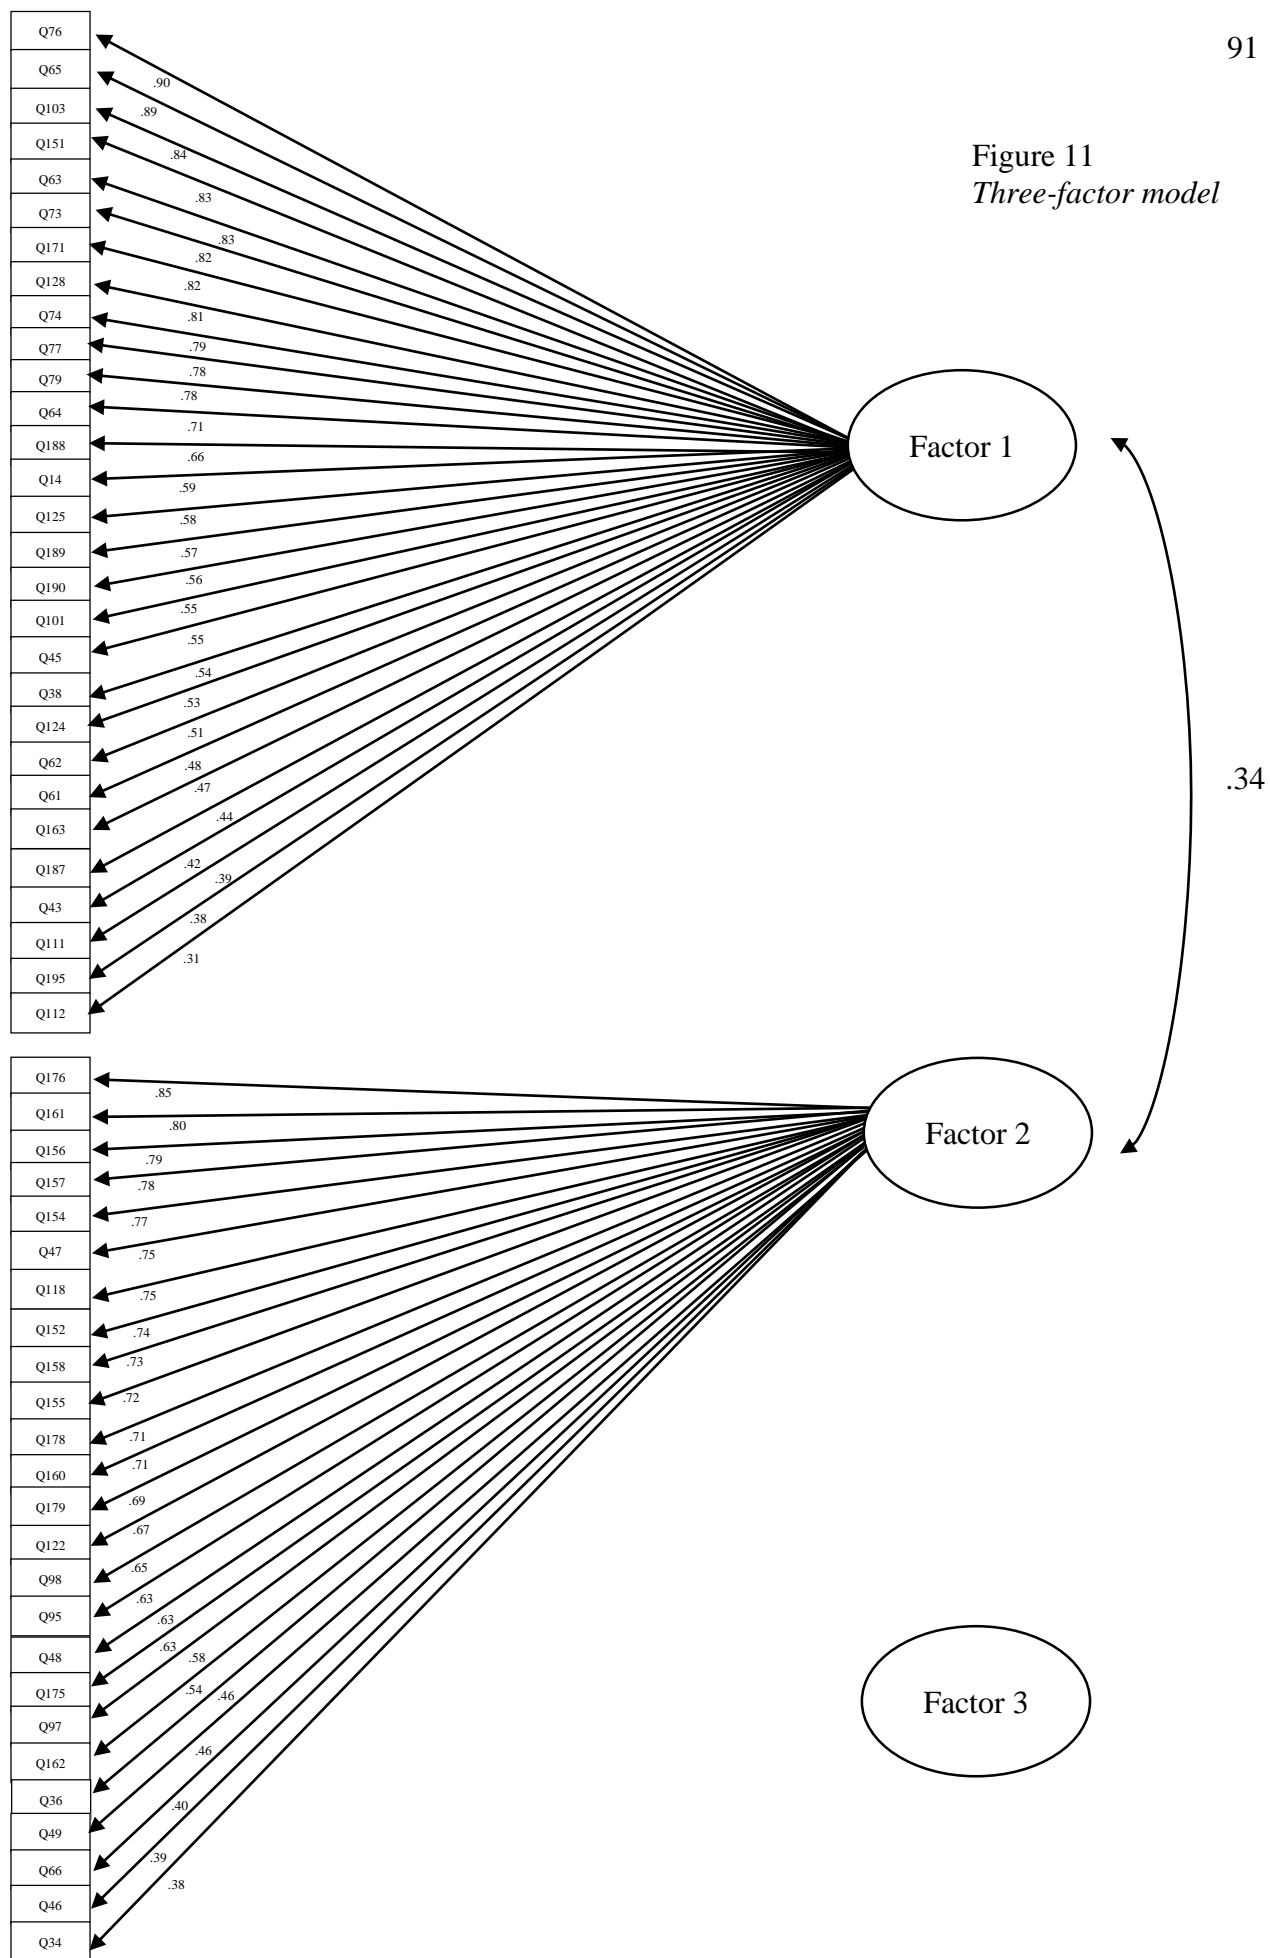 91
Figure 11
Three-factor model
Q76
Q65
Q103
Q151
Q63
Q73
Q171
Q128
Q74
Q77
Q79
Q64
Q188
Q14
Q125
Q189
Q190
Q101
Q45
Q38
Q124
Q62
Q61
Q163
Q187
Q43
Q111
Q195
Q112
.90
.89
.84
.83
.83
.82
.82
.81
.79
.78
.78
.71
.66
.59
.58
.57
.56
.55
.55
.54
.53
.51
.48
.47
.44
.42
.39
.38
.31
Factor 1
.34
Q176
Q161
Q156
Q157
Q154
Q47
Q118
Q152
Q158
Q155
Q178
Q160
Q179
Q122
Q98
Q95
Q48
Q175
Q97
Q162
Q36
Q49
Q66
Q46
Q34
.85
.80
.79
.78
.77
.75
.75
.74
.73
.72
.71
.71
.69
.67
.65
.63
.63
.63
.58
.54
.46
.46
.40
.39
.38
Factor 2
Factor 3